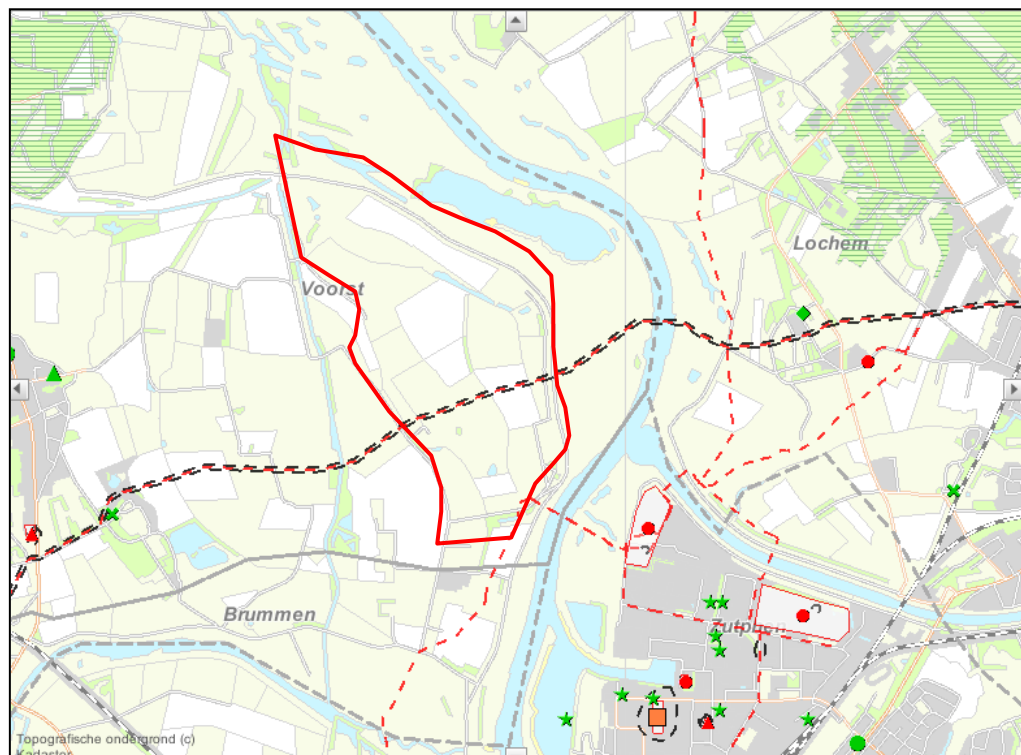 Lochem
Voorst
Brummen
Zutphen
Topografische ondergrond (c)
Kadaster